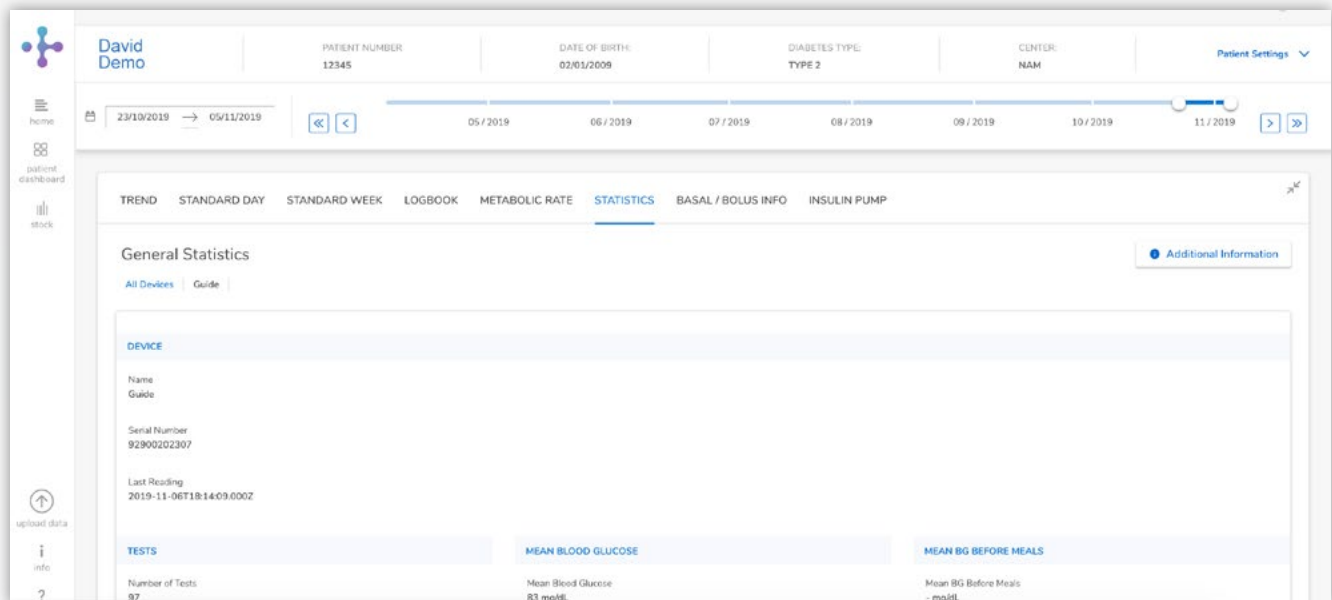 David
Demo
PATIENT NUMBER:
12345
DATE OF BIRTH:
02/01/2009
DIABETES TYPE:
TYPE 2
CENTER:
NAM
Patient Settings
home
23/10/2019 → 05/11/2019
05 / 2019
06 / 2019
07 / 2019
08 / 2019
09 / 2019
10 / 2019
11 / 2019
patient
dashboard
stock
TREND STANDARD DAY STANDARD WEEK LOGBOOK METABOLIC RATE STATISTICS BASAL / BOLUS INFO INSULIN PUMP
General Statistics
Additional Information
All Devices Guide
DEVICE
Name
Guide
Serial Number
92900202307
Last Reading
2019-11-06T18:14:09.000Z
upload data
info
?
TESTS
Number of Tests
97
MEAN BLOOD GLUCOSE
Mean Blood Glucose
83 mg/dL
MEAN BG BEFORE MEALS
Mean BG Before Meals
- mg/dL